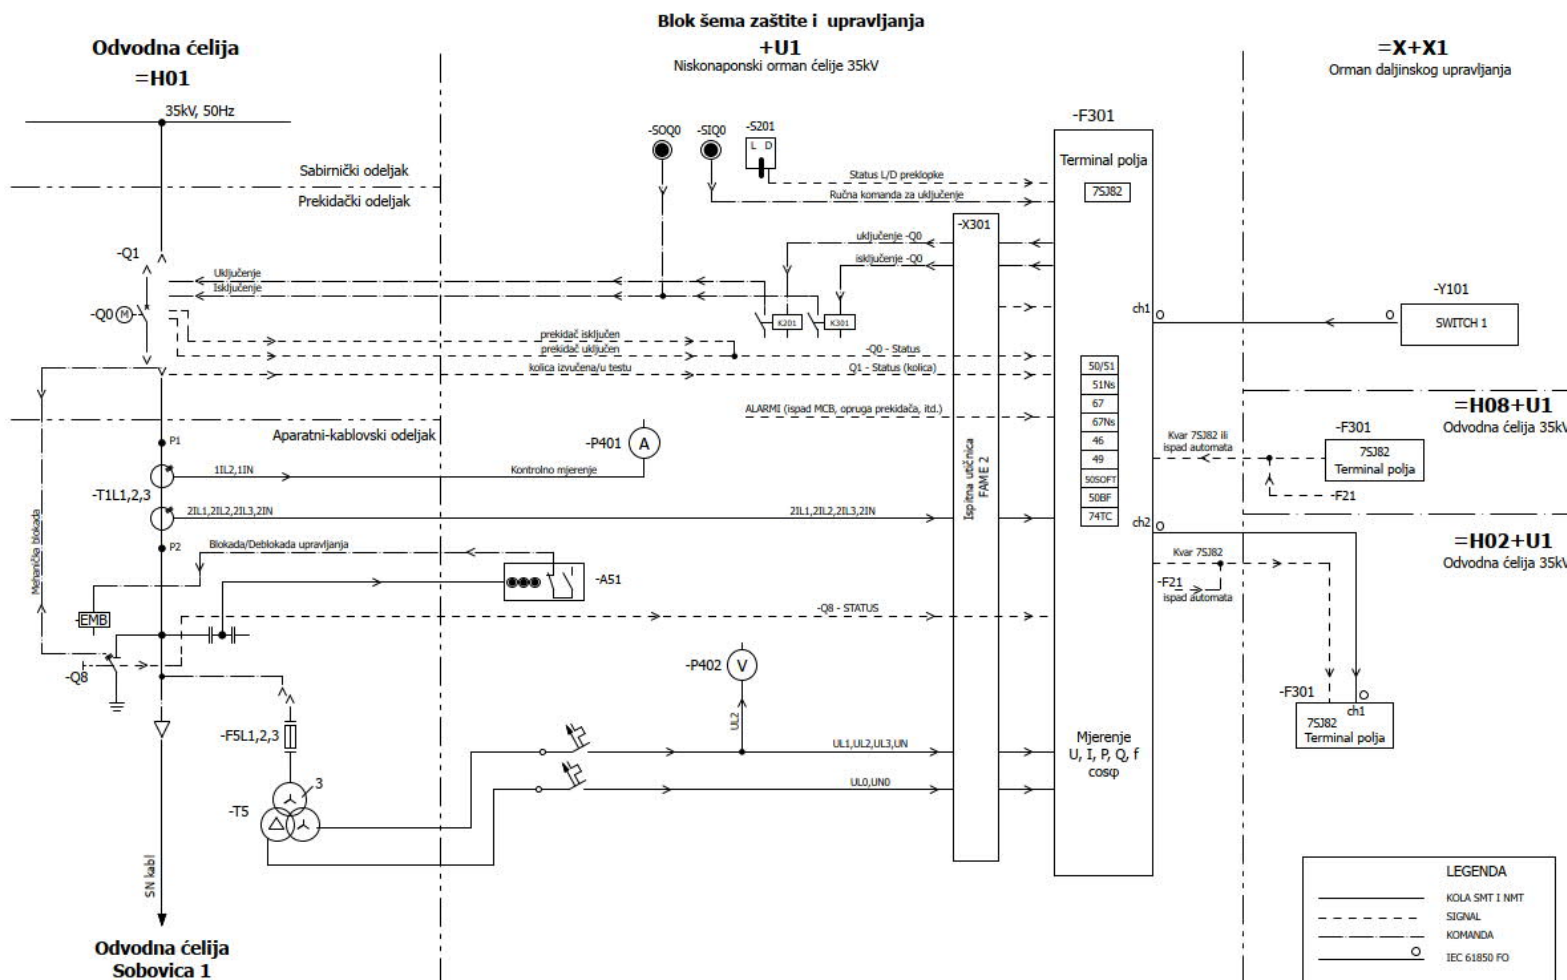 Blok šema zaštite i upravljanja
+U1
Niskonaponski orman ćelije 35kV
Odvodna ćelija
=H01
=X+X1
Orman daljinskog upravljanja
35kV, 50Hz
Sabirnički odeljak
Prekidački odeljak
-SOQ0
-SIQ0
-S201
L D
Status L/D preklopke
Ručna komanda za uključenje
-F301
Terminal polja
7SJ82
-X301
uključenje -Q0
isključenje -Q0
-Q1
Uključenje
Isključenje
-Q0
M
K201
K301
prekidač isključen
prekidač uključen
-Q0 - Status
kolica izvučena/u testu
Q1 - Status (kolica)
ch1
-Y101
SWITCH 1
50/51
51Ns
67
67Ns
46
49
50SOFT
50BF
74TC
ALARMI (ispad MCB, opruga prekidača, itd.)
Aparatni-kablovski odeljak
P1
-P401
A
1IL2,1IN
Kontrolno mjerenje
-T1L1,2,3
2IL1,2IL2,2IL3,2IN
2IL1,2IL2,2IL3,2IN
P2
Mehanička blokada
Ispitna utičnica
FAME 2
Blokada/Deblokada upravljanja
-A51
-EMB
-Q8 - STATUS
-Q8
=H08+U1
Odvodna ćelija 35kV
-F301
7SJ82
Terminal polja
Kvar 7SJ82 ili
ispad automata
-F21
ch2
=H02+U1
Odvodna ćelija 35kV
Kvar 7SJ82
-F21
ispad automata
-F301
ch1
7SJ82
Terminal polja
-P402
V
UL2
-F5L1,2,3
3
-T5
UL1,UL2,UL3,UN
UL0,UN0
Mjerenje
U, I, P, Q, f
cosφ
SN kabl
Odvodna ćelija
Sobovica 1
LEGENDA
KOLA SMT I NMT
SIGNAL
KOMANDA
IEC 61850 FO